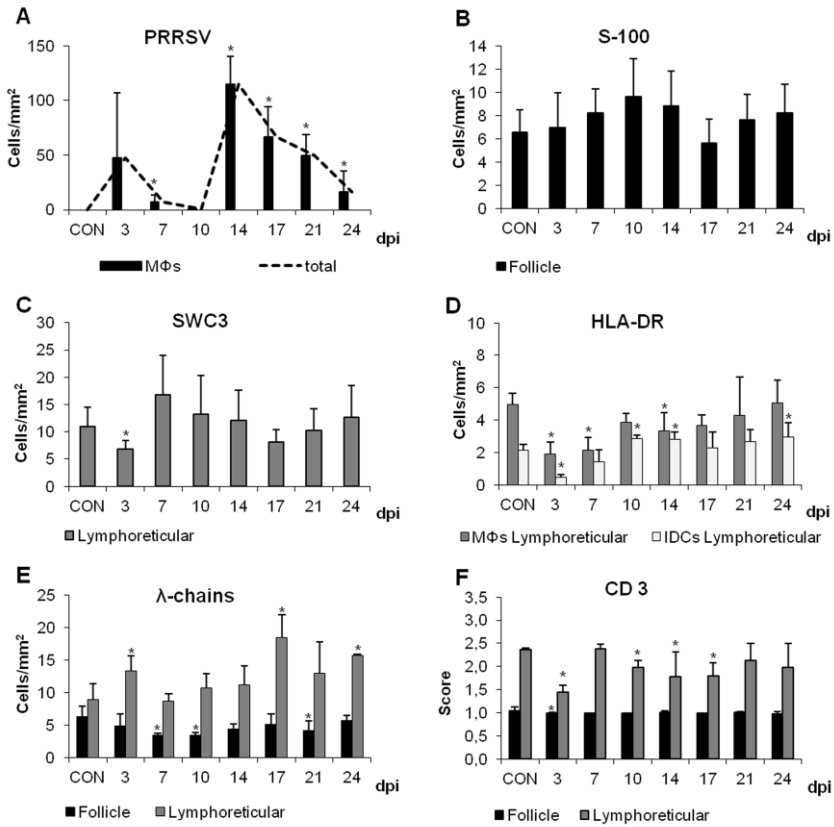 A
PRRSV
Cells/mm²
150
100
50
0
*
*
*
*
*
CON 3 7 10 14 17 21 24 dpi
MΦs total
B
S-100
Cells/mm²
14
12
10
8
6
4
2
0
CON 3 7 10 14 17 21 24 dpi
Follicle
C
SWC3
Cells/mm²
30
25
20
15
10
5
0
*
CON 3 7 10 14 17 21 24 dpi
Lymphoreticular
D
HLA-DR
Cells/mm²
10
8
6
4
2
0
*
*
*
*
*
*
*
CON 3 7 10 14 17 21 24 dpi
MΦs Lymphoreticular IDCs Lymphoreticular
E
λ-chains
Cells/mm²
25
20
15
10
5
0
*
*
*
*
*
*
CON 3 7 10 14 17 21 24 dpi
Follicle Lymphoreticular
F
CD 3
Score
3,5
3,0
2,5
2,0
1,5
1,0
0,5
0,0
*
*
*
*
*
CON 3 7 10 14 17 21 24 dpi
Follicle Lymphoreticular